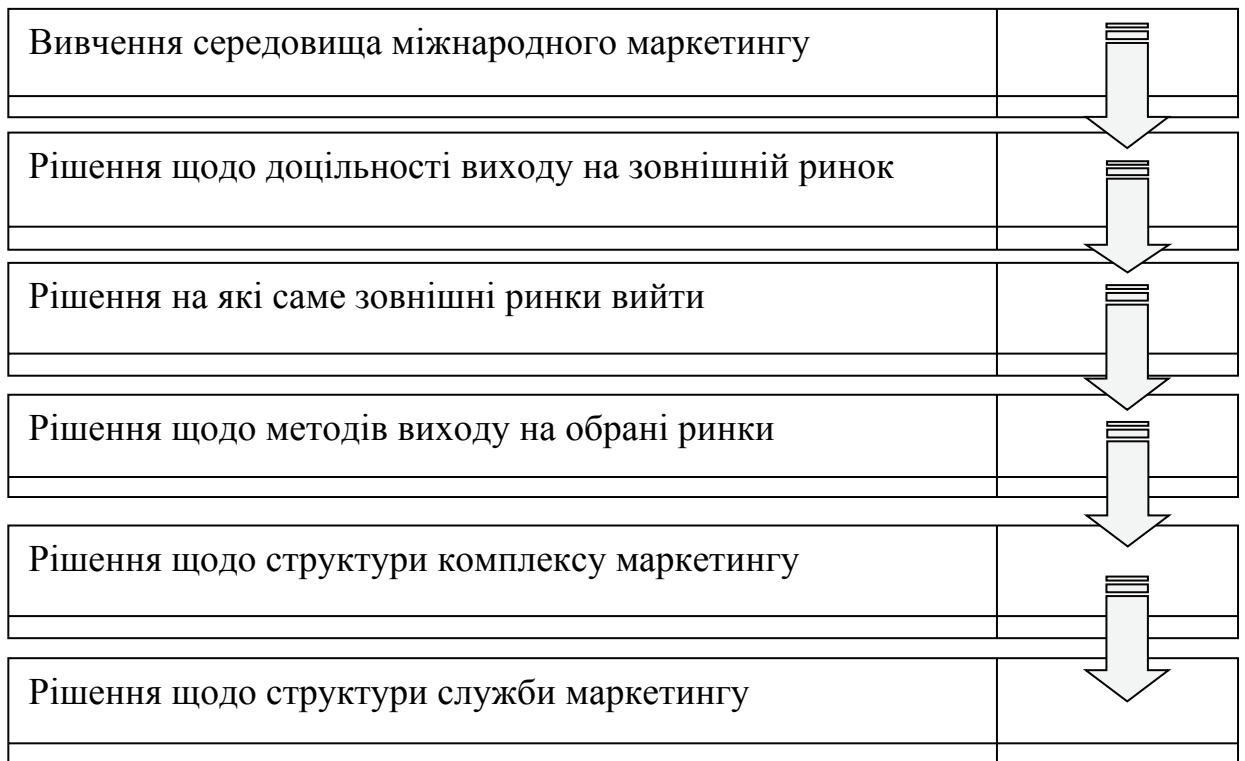 Вивчення середовища міжнародного маркетингу
Рішення щодо доцільності виходу на зовнішній ринок
Рішення на які саме зовнішні ринки вийти
Рішення щодо методів виходу на обрані ринки
Рішення щодо структури комплексу маркетингу
Рішення щодо структури служби маркетингу